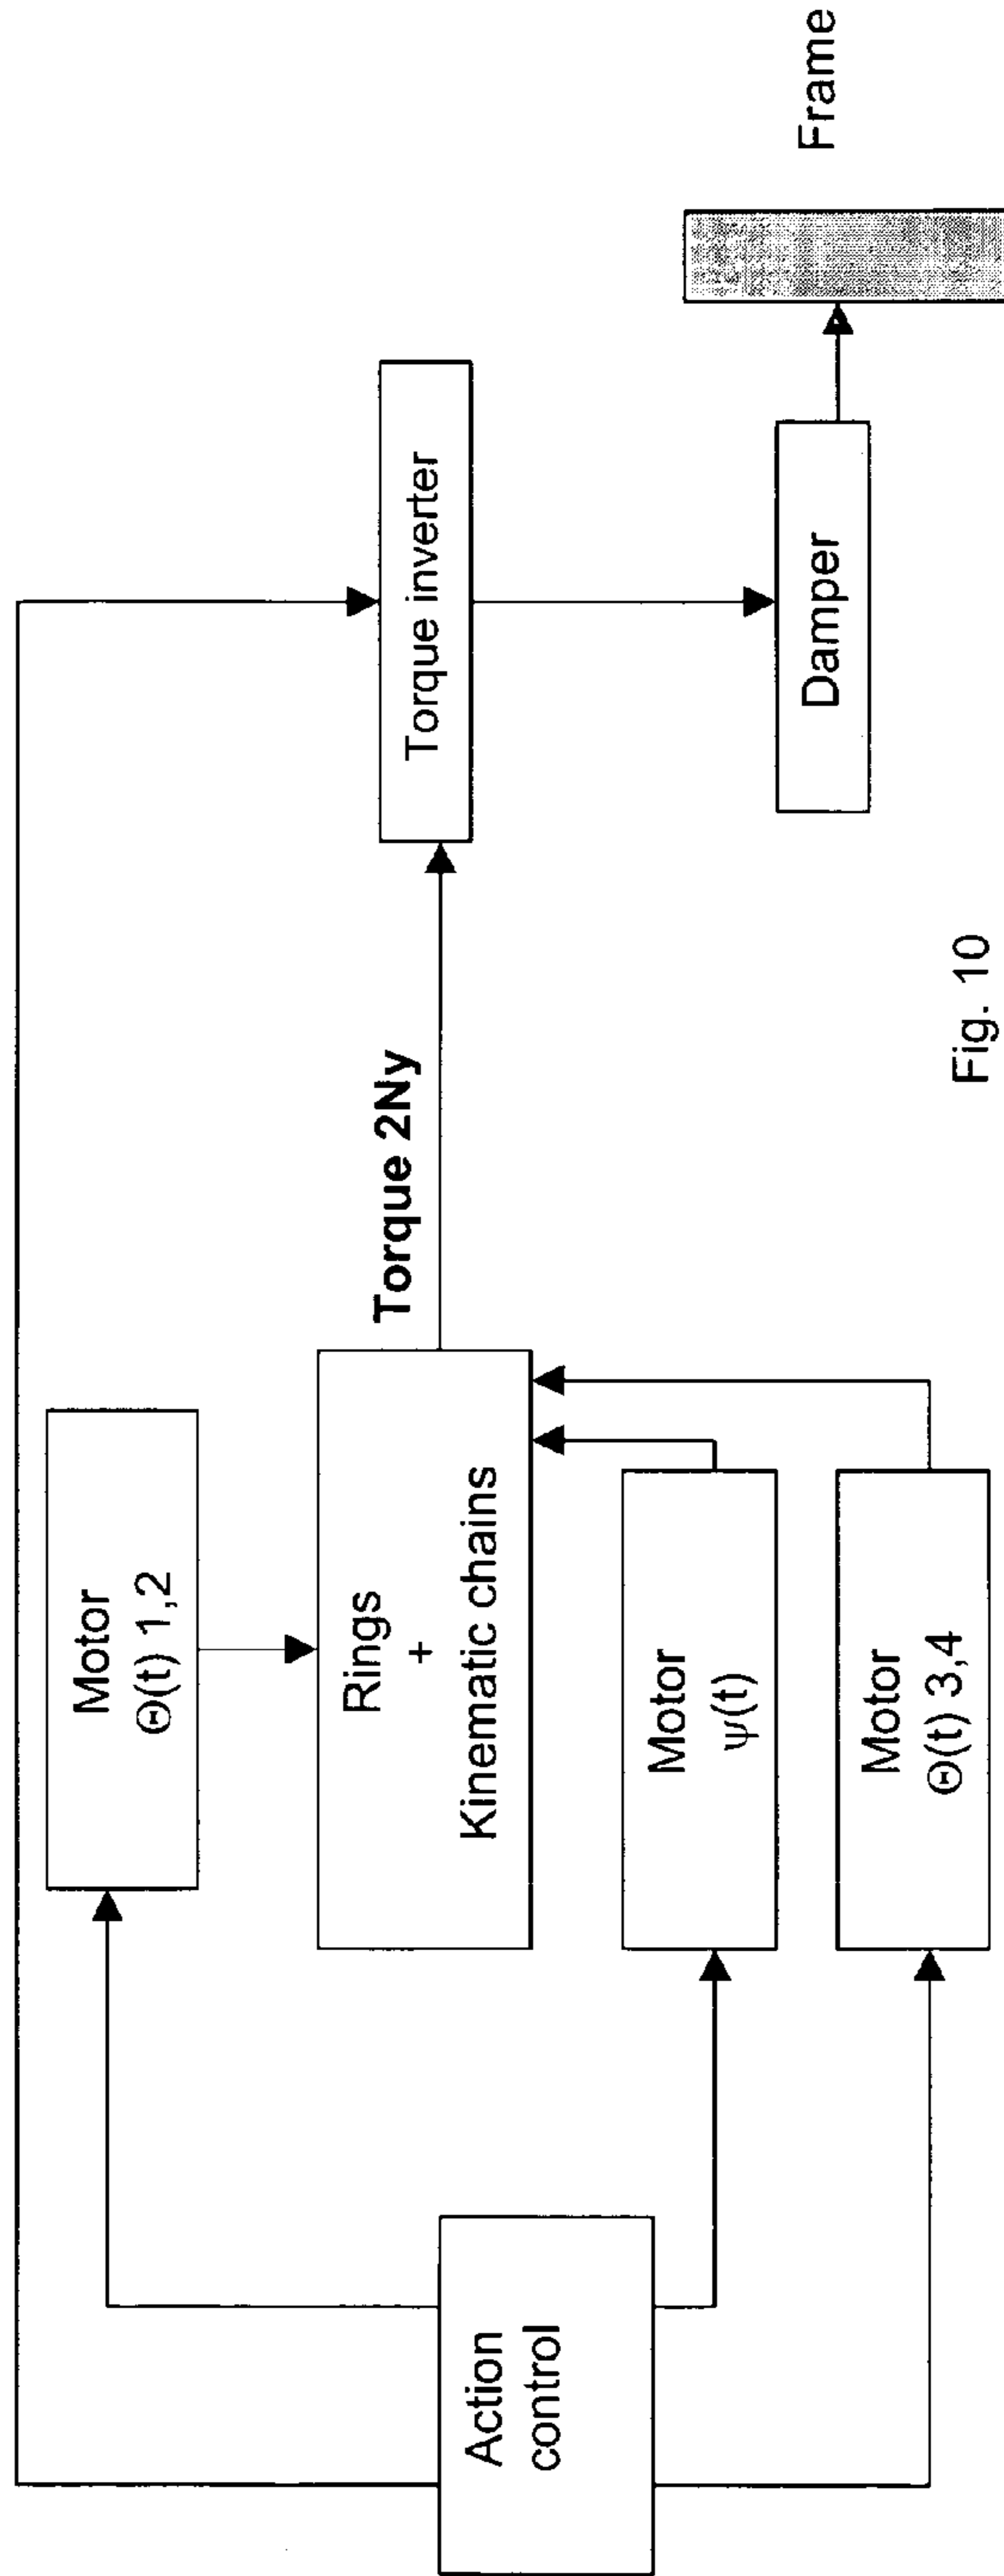 Motor
Θ(t) 1,2
Action
control
Rings
+
Kinematic chains
Torque 2Ny
Torque inverter
Motor
ψ(t)
Motor
Θ(t) 3,4
Damper
Frame
Fig. 10